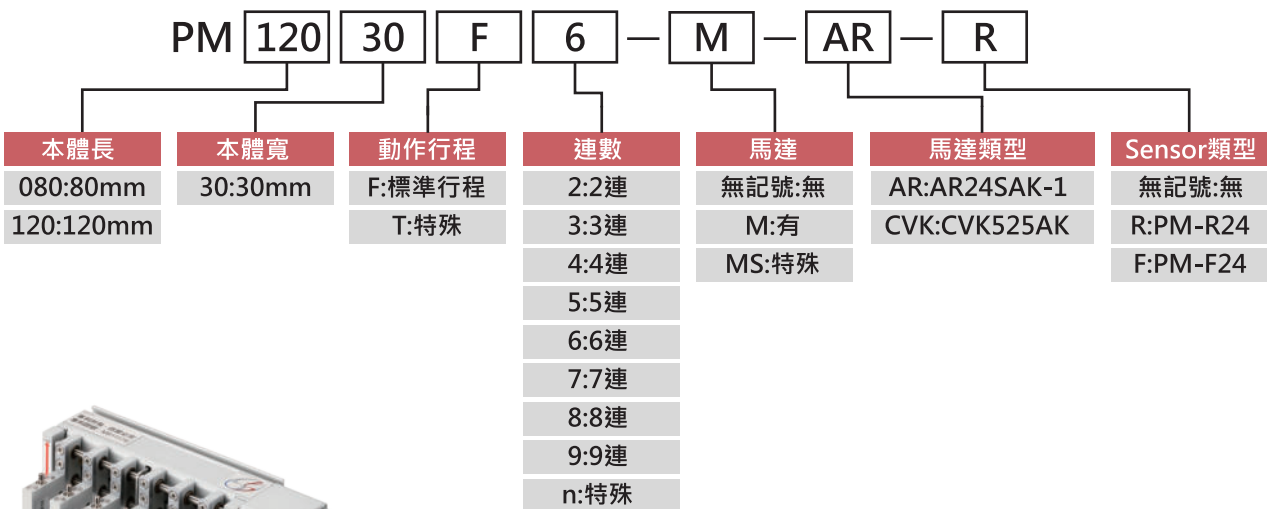 PM 120 30 F 6 — M — AR — R
本體長
080:80mm
120:120mm
本體寬
30:30mm
動作行程
F:標準行程
T:特殊
連數
2:2連
3:3連
4:4連
5:5連
6:6連
7:7連
8:8連
9:9連
n:特殊
馬達
無記號:無
M:有
MS:特殊
馬達類型
AR:AR24SAK-1
CVK:CVK525AK
Sensor類型
無記號:無
R:PM-R24
F:PM-F24